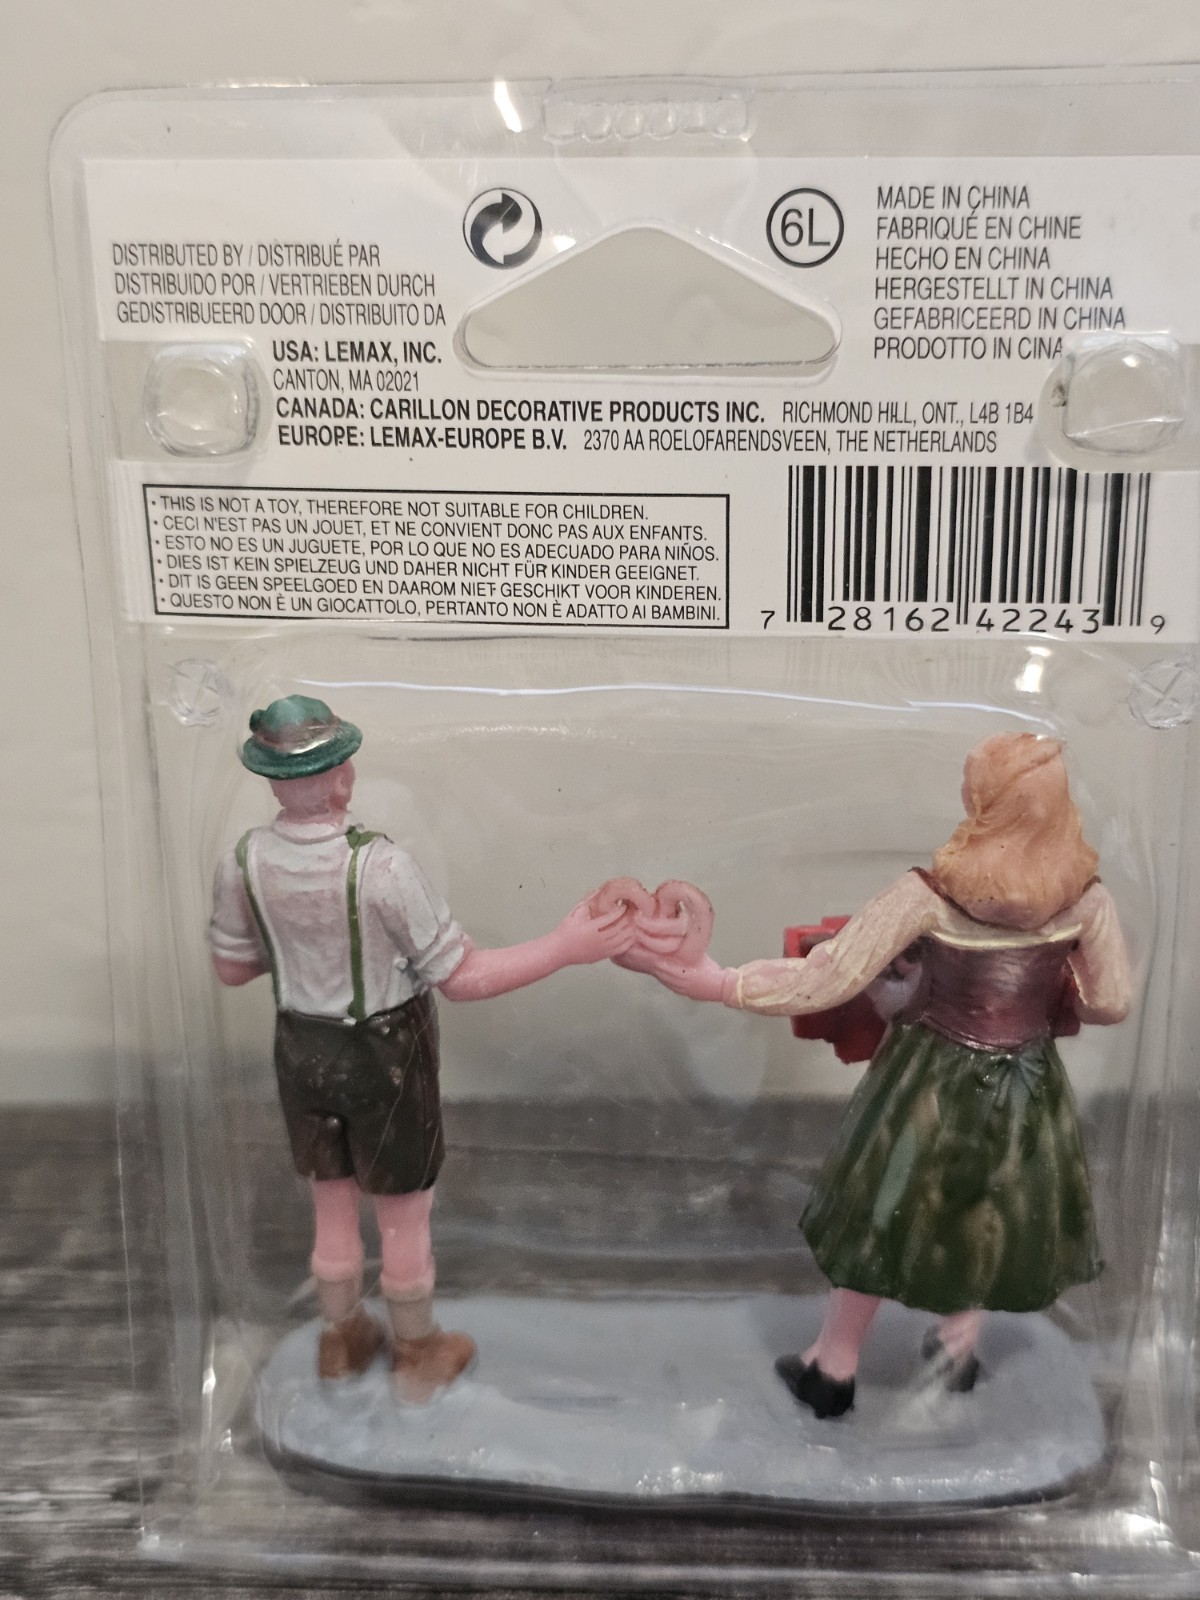 DISTRIBUTED BY / DISTRIBUÉ PAR
DISTRIBUIDO POR / VERTRIEBEN DURCH
GEDISTRIBUEERD DOOR / DISTRIBUITO DA
USA: LEMAX, INC.
CANTON, MA 02021
CANADA: CARILLON DECORATIVE PRODUCTS INC. RICHMOND HILL, ONT., L4B 1B4
EUROPE: LEMAX-EUROPE B.V. 2370 AA ROELOFARENDSVEEN, THE NETHERLANDS
6L
MADE IN CHINA
FABRIQUÉ EN CHINE
HECHO EN CHINA
HERGESTELLT IN CHINA
GEFABRICEERD IN CHINA
PRODOTTO IN CINA
• THIS IS NOT A TOY, THEREFORE NOT SUITABLE FOR CHILDREN.
• CECI N'EST PAS UN JOUET, ET NE CONVIENT DONC PAS AUX ENFANTS.
• ESTO NO ES UN JUGUETE, POR LO QUE NO ES ADECUADO PARA NIÑOS.
• DIES IST KEIN SPIELZEUG UND DAHER NICHT FÜR KINDER GEEIGNET.
• DIT IS GEEN SPEELGOED EN DAAROM NIET GESCHIKT VOOR KINDEREN.
• QUESTO NON È UN GIOCATTOLO, PERTANTO NON È ADATTO AI BAMBINI.
7 28162 42243 9